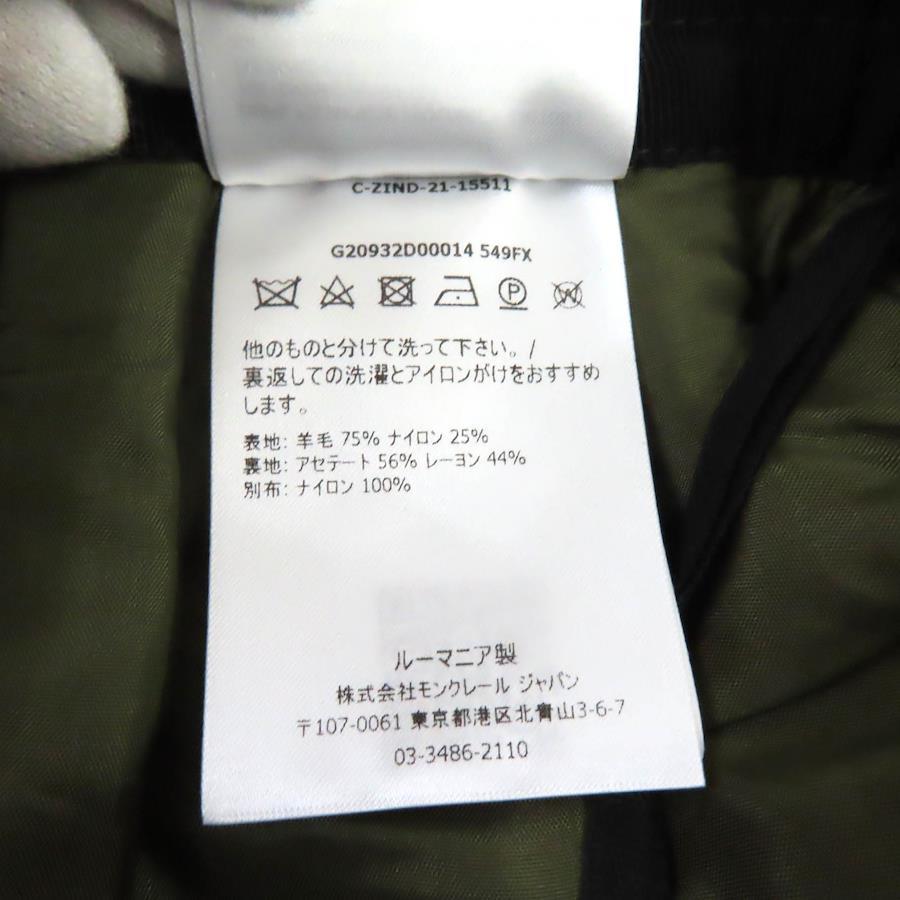 C-ZIND-21-15511
G20932D00014 549FX
他のものと分けて洗って下さい。/
裏返しての洗濯とアイロンがけをおすすめ
します。
表地: 羊毛 75% ナイロン 25%
裏地: アセテート 56% レーヨン 44%
別布: ナイロン 100%
ルーマニア製
株式会社モンクレール ジャパン
〒107-0061 東京都港区北青山3-6-7
03-3486-2110